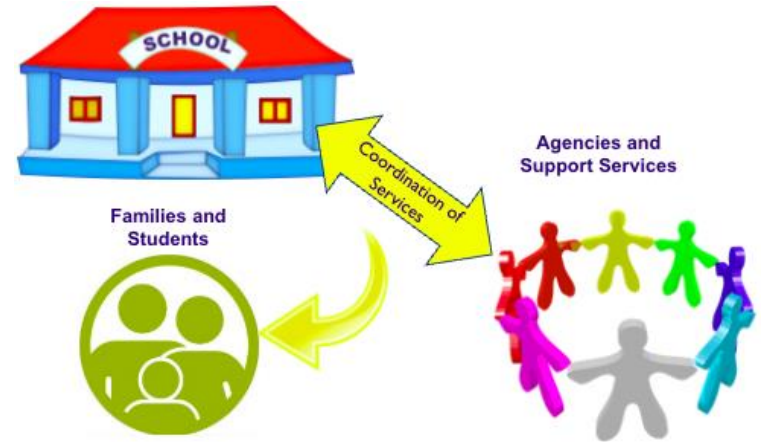 SCHOOL
Coordination of
Services
Agencies and
Support Services
Families and
Students